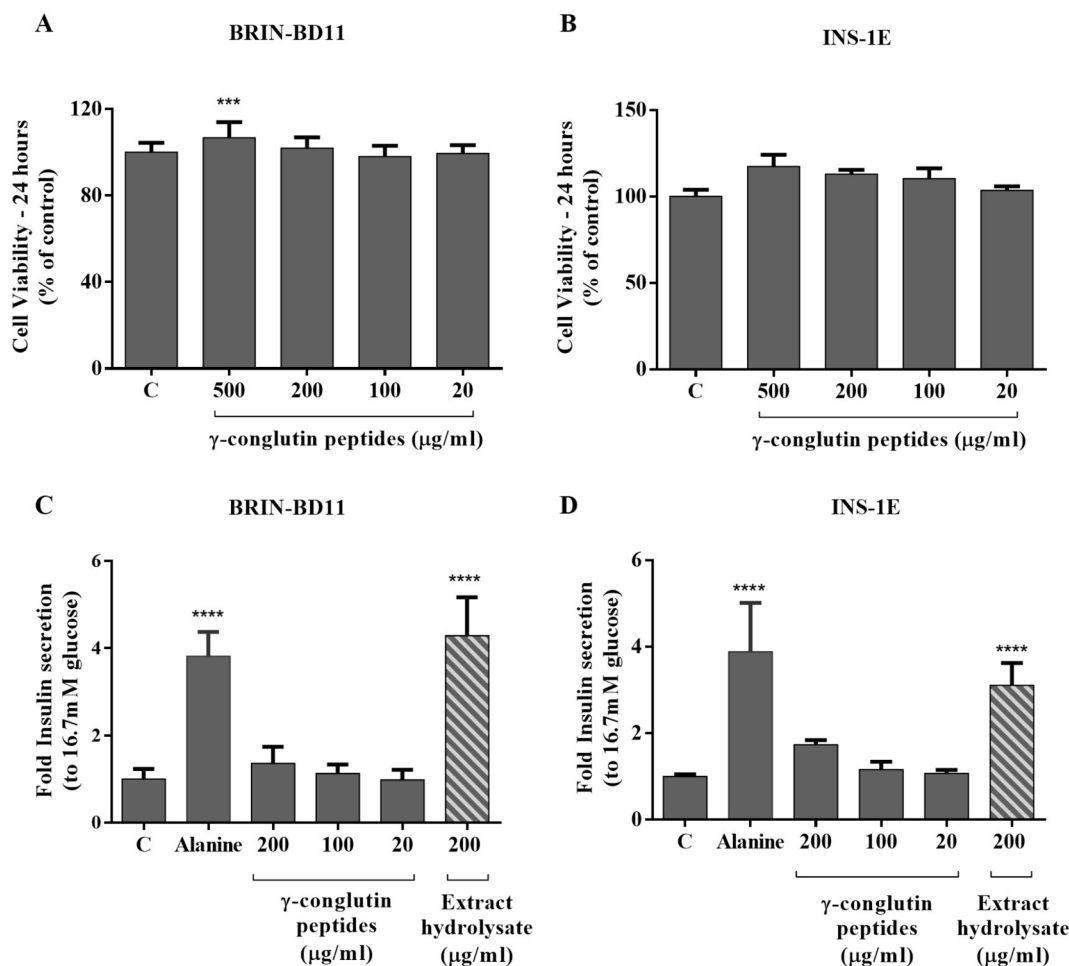 A
BRIN-BD11
Cell Viability - 24 hours
(% of control)
120
80
40
0
***
C
500
200
100
20
γ-conglutin peptides (μg/ml)
B
INS-1E
Cell Viability - 24 hours
(% of control)
150
100
50
0
C
500
200
100
20
γ-conglutin peptides (μg/ml)
C
BRIN-BD11
Fold Insulin secretion
(to 16.7mM glucose)
6
4
2
0
****
****
C
Alanine
200
100
20
200
γ-conglutin
peptides
(μg/ml)
Extract
hydrolysate
(μg/ml)
D
INS-1E
Fold Insulin secretion
(to 16.7mM glucose)
6
4
2
0
****
****
C
Alanine
200
100
20
200
γ-conglutin
peptides
(μg/ml)
Extract
hydrolysate
(μg/ml)